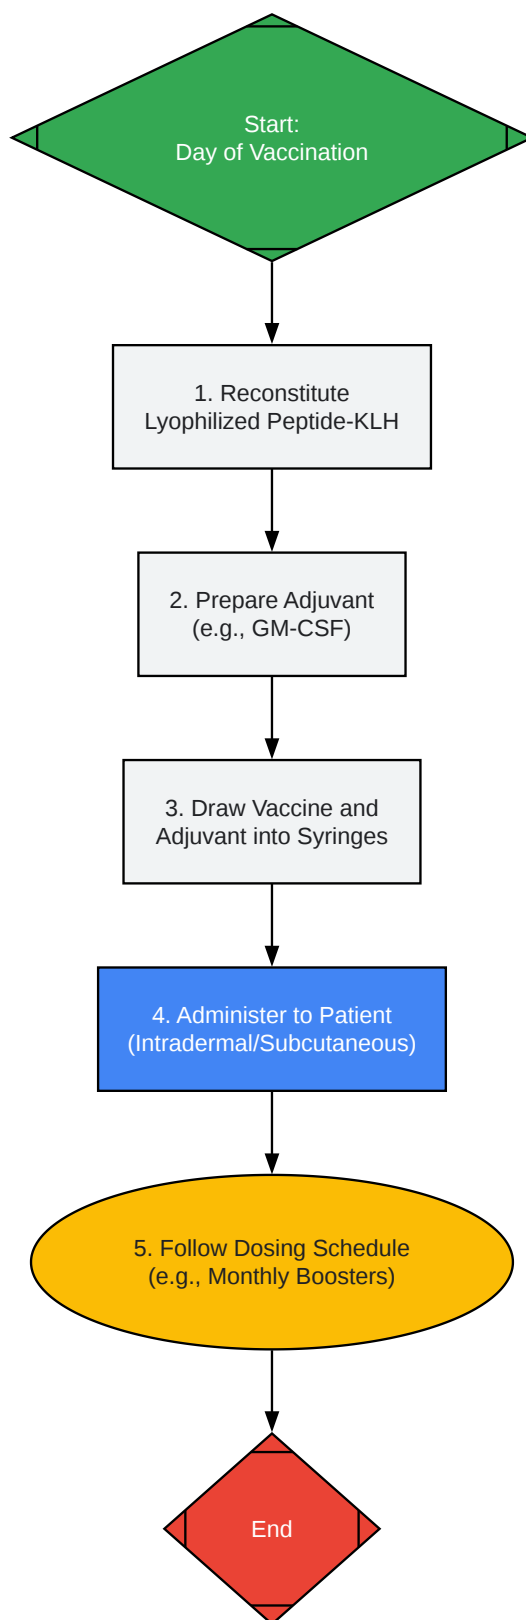 Start:
Day of Vaccination
1. Reconstitute
Lyophilized Peptide-KLH
2. Prepare Adjuvant
(e.g., GM-CSF)
3. Draw Vaccine and
Adjuvant into Syringes
4. Administer to Patient
(Intradermal/Subcutaneous)
5. Follow Dosing Schedule
(e.g., Monthly Boosters)
End